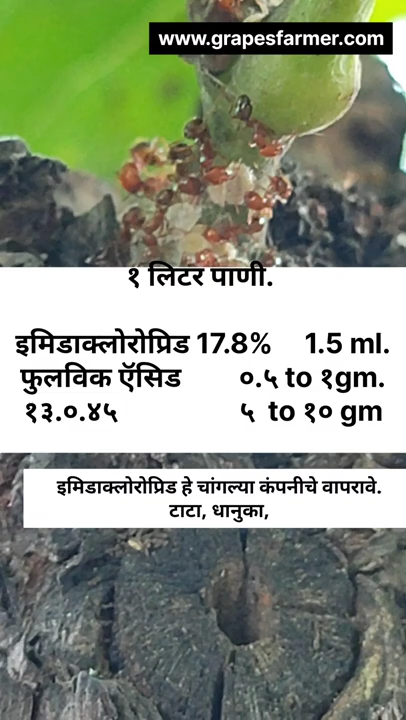 www.grapesfarmer.com
१ लिटर पाणी.
इमिडाक्लोरोप्रिड 17.8% 1.5 ml.
फुलविक ऍसिड ०.५ to १gm.
१३.०.४५ ५ to १० gm
इमिडाक्लोरोप्रिड हे चांगल्या कंपनीचे वापरावे.
टाटा, धानुका,